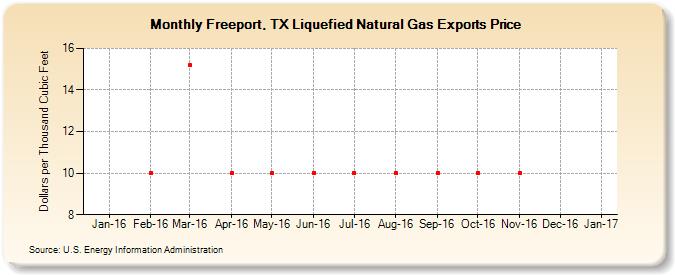 Monthly Freeport, TX Liquefied Natural Gas Exports Price
Dollars per Thousand Cubic Feet
16
14
12
10
8
Jan-16 Feb-16 Mar-16 Apr-16 May-16 Jun-16 Jul-16 Aug-16 Sep-16 Oct-16 Nov-16 Dec-16 Jan-17
Source: U.S. Energy Information Administration